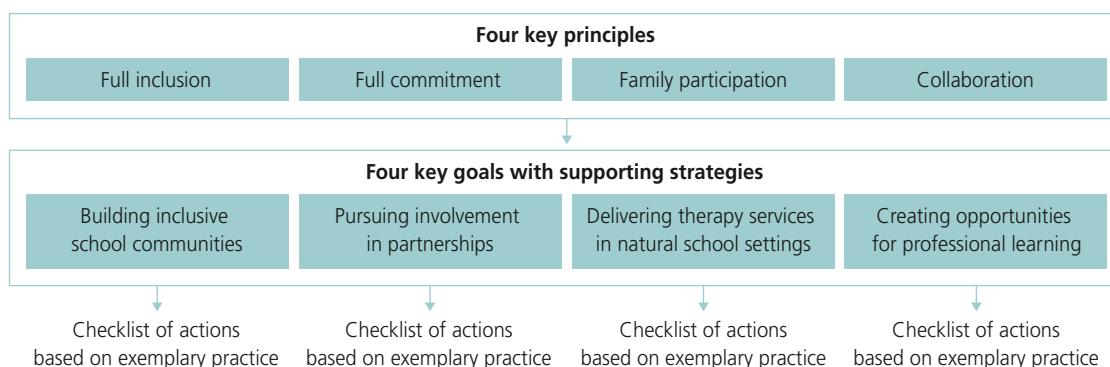 Four key principles
Full inclusion
Full commitment
Family participation
Collaboration
Four key goals with supporting strategies
Building inclusive
school communities
Pursuing involvement
in partnerships
Delivering therapy services
in natural school settings
Creating opportunities
for professional learning
Checklist of actions
based on exemplary practice
Checklist of actions
based on exemplary practice
Checklist of actions
based on exemplary practice
Checklist of actions
based on exemplary practice